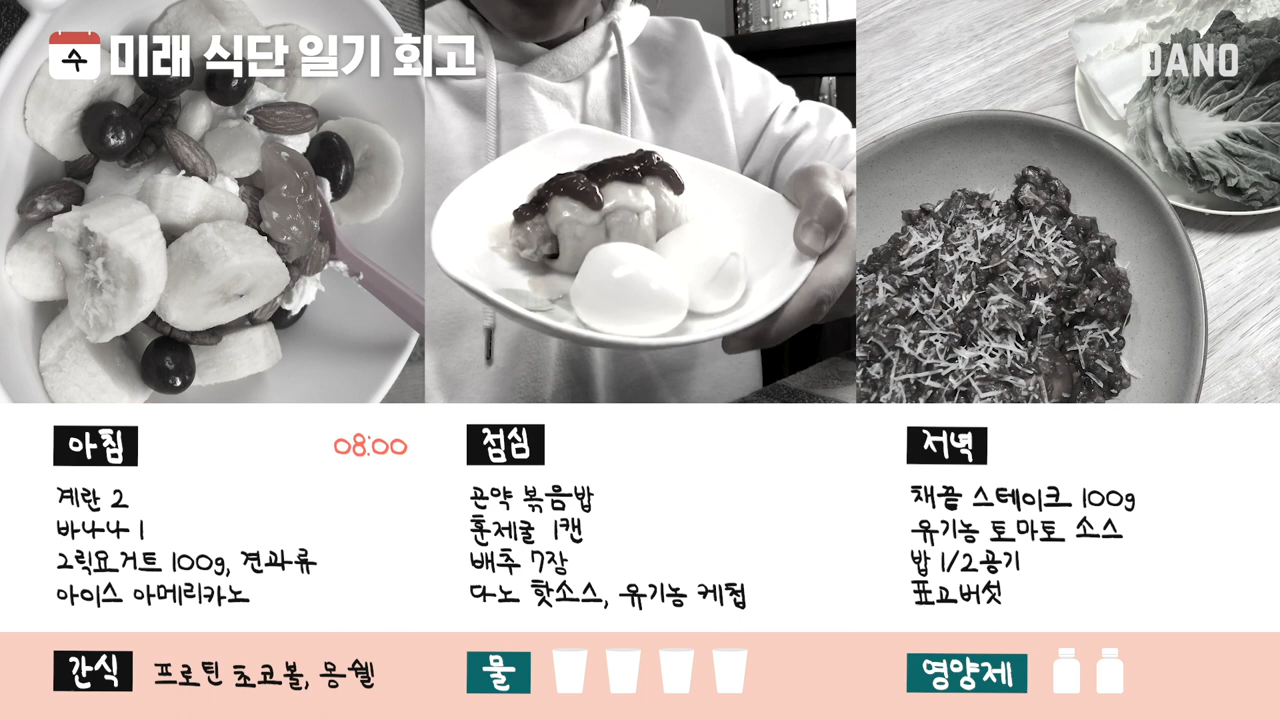 수 미래 식단 일기 회고
DANO
아침 08:00
계란 2
바나나 1
그릭요거트 100g, 견과류
아이스 아메리카노
점심
곤약 볶음밥
훈제굴 1캔
배추 7장
다노 핫소스, 유기농 케첩
저녁
채끝 스테이크 100g
유기농 토마토 소스
밥 1/2공기
표고버섯
간식 프로틴 초코볼, 몽쉘
물
영양제